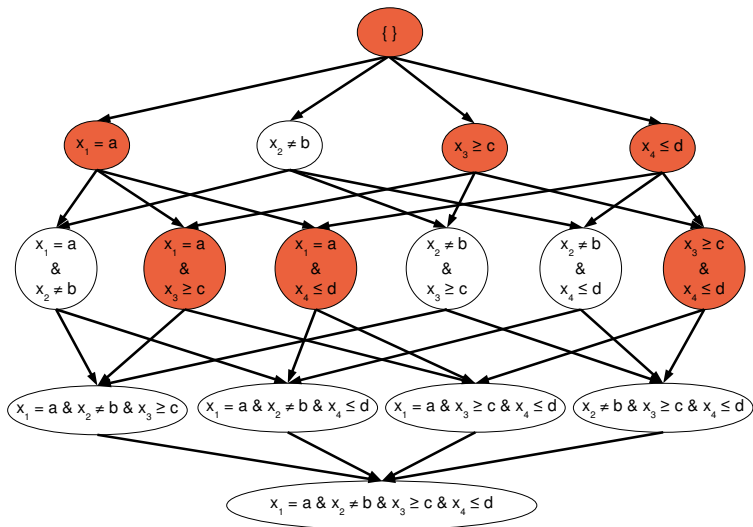 { }
x₁ = a
x₂ ≠ b
x₃ ≥ c
x₄ ≤ d
x₁ = a
&
x₂ ≠ b
x₁ = a
&
x₃ ≥ c
x₁ = a
&
x₄ ≤ d
x₂ ≠ b
&
x₃ ≥ c
x₂ ≠ b
&
x₄ ≤ d
x₃ ≥ c
&
x₄ ≤ d
x₁ = a & x₂ ≠ b & x₃ ≥ c
x₁ = a & x₂ ≠ b & x₄ ≤ d
x₁ = a & x₃ ≥ c & x₄ ≤ d
x₂ ≠ b & x₃ ≥ c & x₄ ≤ d
x₁ = a & x₂ ≠ b & x₃ ≥ c & x₄ ≤ d